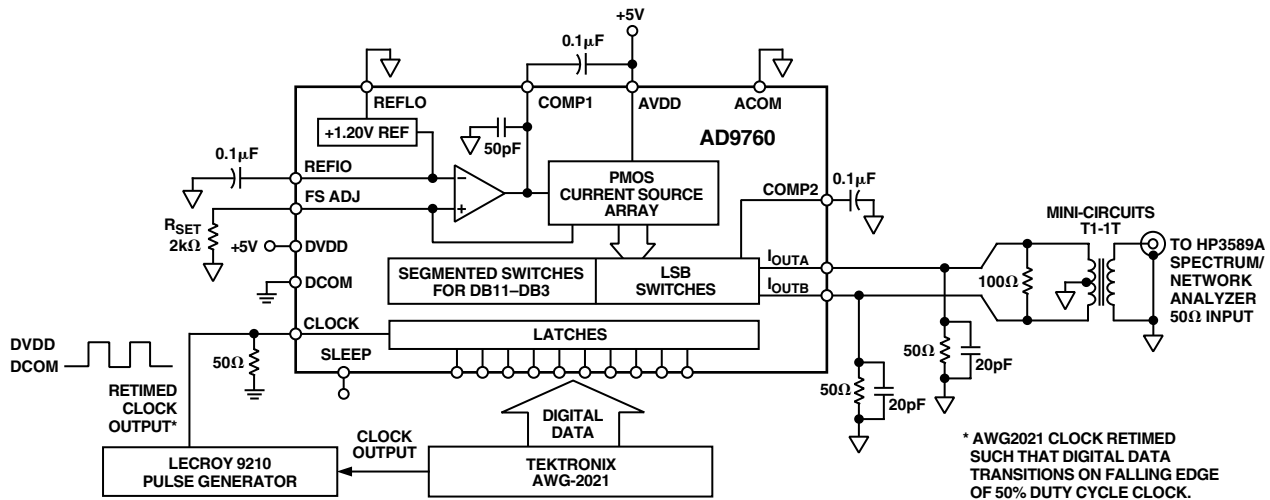 +5V
0.1µF
REFLO
COMP1
AVDD
ACOM
+1.20V REF
50pF
AD9760
0.1µF
REFIO
FS ADJ
–
+
PMOS
CURRENT SOURCE
ARRAY
COMP2
0.1µF
RSET
2kΩ
+5V
DVDD
DCOM
SEGMENTED SWITCHES
FOR DB11–DB3
LSB
SWITCHES
IOUTA
IOUTB
MINI-CIRCUITS
T1-1T
100Ω
TO HP3589A
SPECTRUM/
NETWORK
ANALYZER
50Ω INPUT
CLOCK
LATCHES
DVDD
DCOM
50Ω
SLEEP
RETIMED
CLOCK
OUTPUT*
50Ω
20pF
50Ω
20pF
DIGITAL
DATA
CLOCK
OUTPUT
LECROY 9210
PULSE GENERATOR
TEKTRONIX
AWG-2021
* AWG2021 CLOCK RETIMED
SUCH THAT DIGITAL DATA
TRANSITIONS ON FALLING EDGE
OF 50% DUTY CYCLE CLOCK.